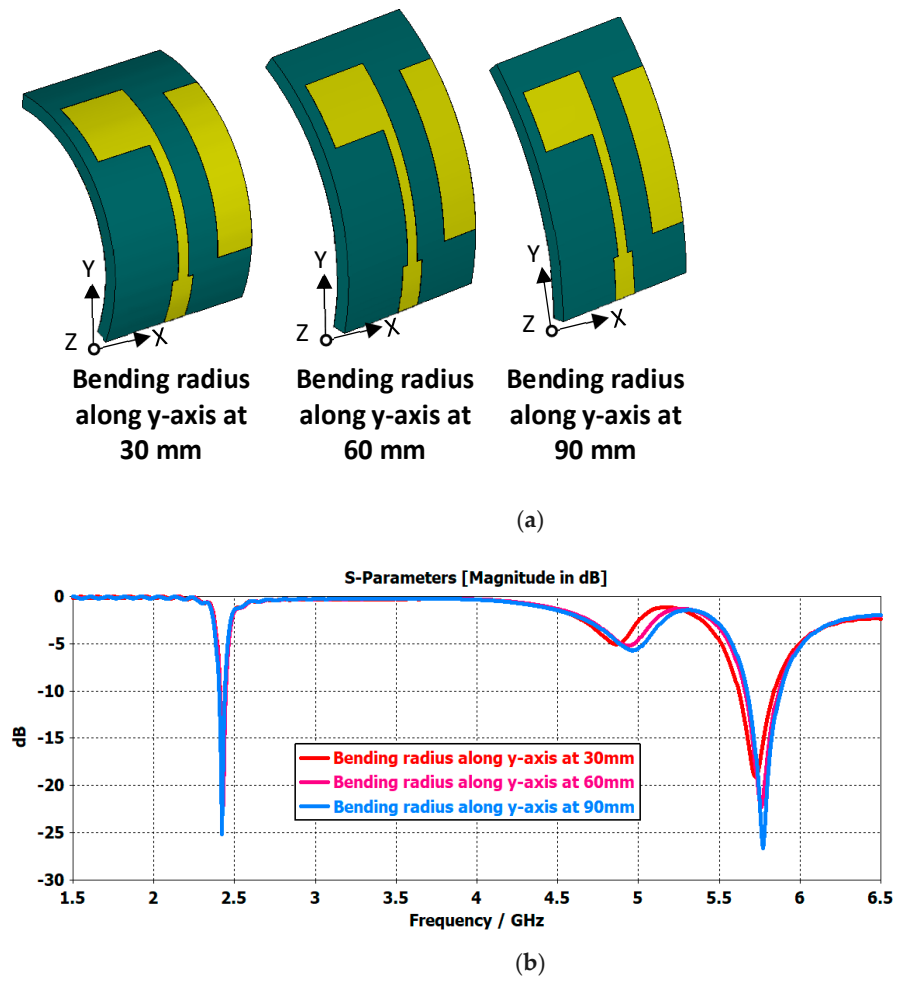 Y
Z
X
Y
Z
X
Y
Z
X
Bending radius
along y-axis at
30 mm
Bending radius
along y-axis at
60 mm
Bending radius
along y-axis at
90 mm
(a)
S-Parameters [Magnitude in dB]
0
-5
-10
-15
-20
-25
-30
dB
Bending radius along y-axis at 30mm
Bending radius along y-axis at 60mm
Bending radius along y-axis at 90mm
1.5 2 2.5 3 3.5 4 4.5 5 5.5 6 6.5
Frequency / GHz
(b)